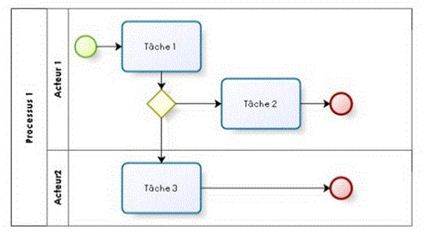 Processus 1
Acteur 1
Tâche 1
Tâche 2
Acteur2
Tâche 3